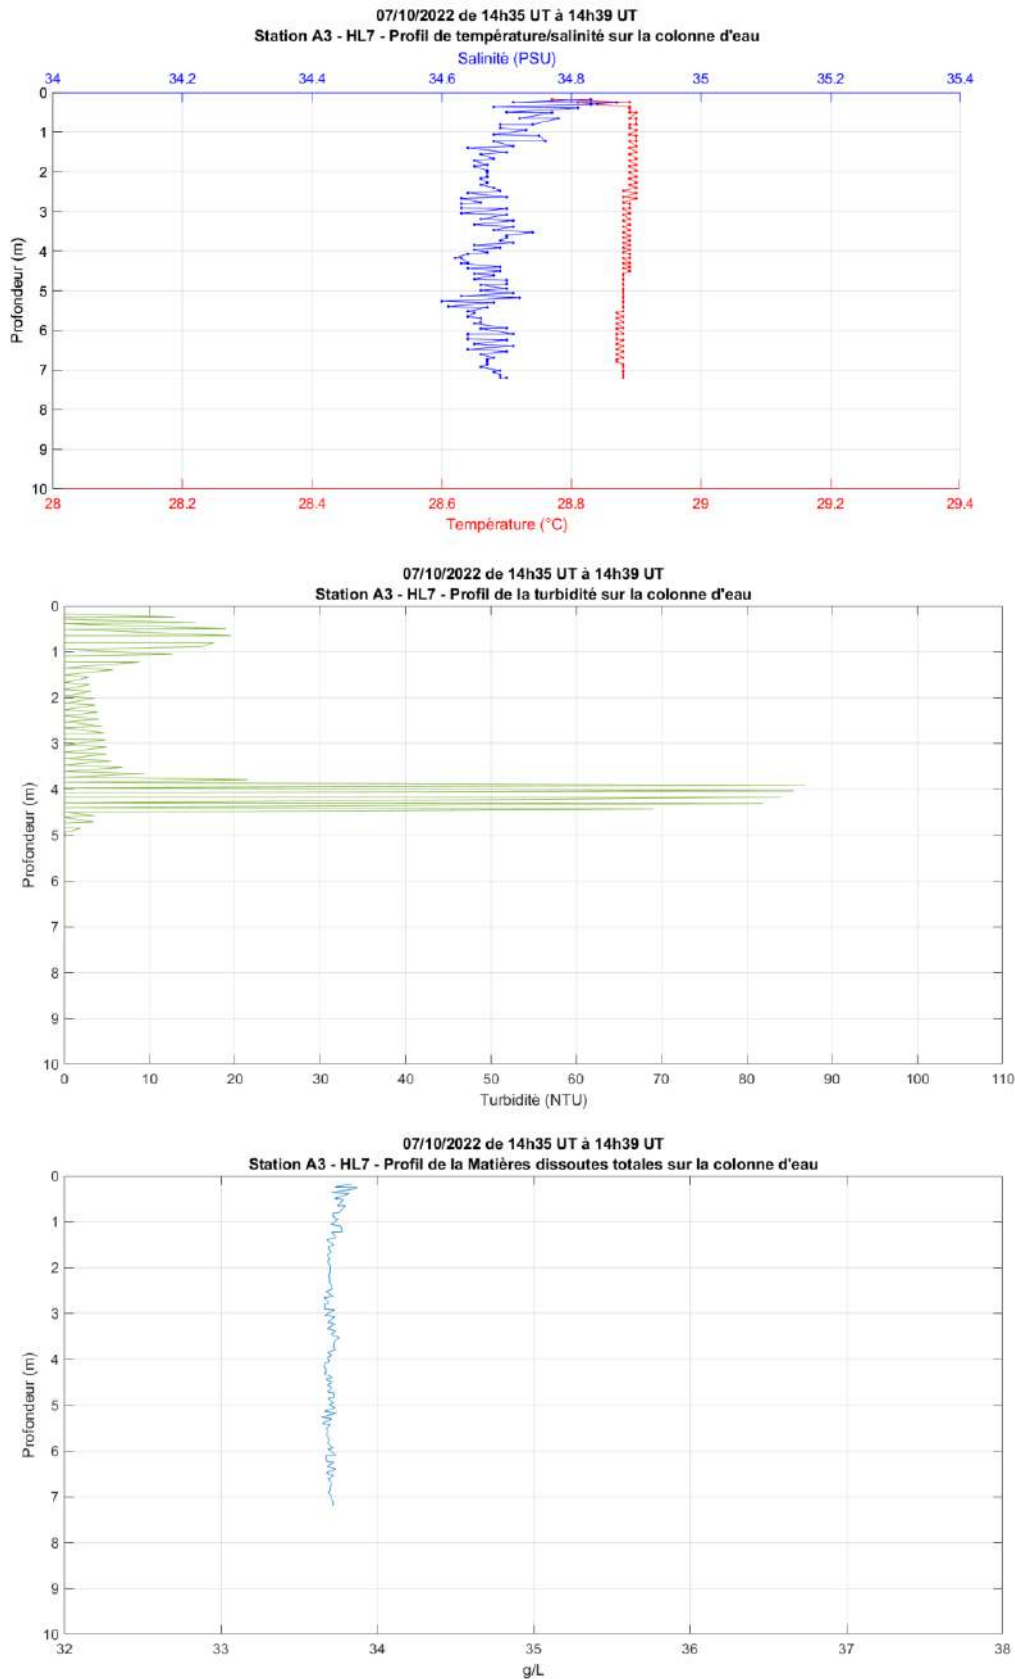 07/10/2022 de 14h35 UT à 14h39 UT
Station A3 - HL7 - Profil de température/salinité sur la colonne d'eau
Salinité (PSU)
34 34.2 34.4 34.6 34.8 35 35.2 35.4
0
1
2
3
4
5
6
7
8
9
10
Profondeur (m)
28 28.2 28.4 28.6 28.8 29 29.2 29.4
Température (°C)
07/10/2022 de 14h35 UT à 14h39 UT
Station A3 - HL7 - Profil de la turbidité sur la colonne d'eau
0
1
2
3
4
5
6
7
8
9
10
Profondeur (m)
0 10 20 30 40 50 60 70 80 90 100 110
Turbidité (NTU)
07/10/2022 de 14h35 UT à 14h39 UT
Station A3 - HL7 - Profil de la Matières dissoutes totales sur la colonne d'eau
0
1
2
3
4
5
6
7
8
9
10
Profondeur (m)
32 33 34 35 36 37 38
g/L